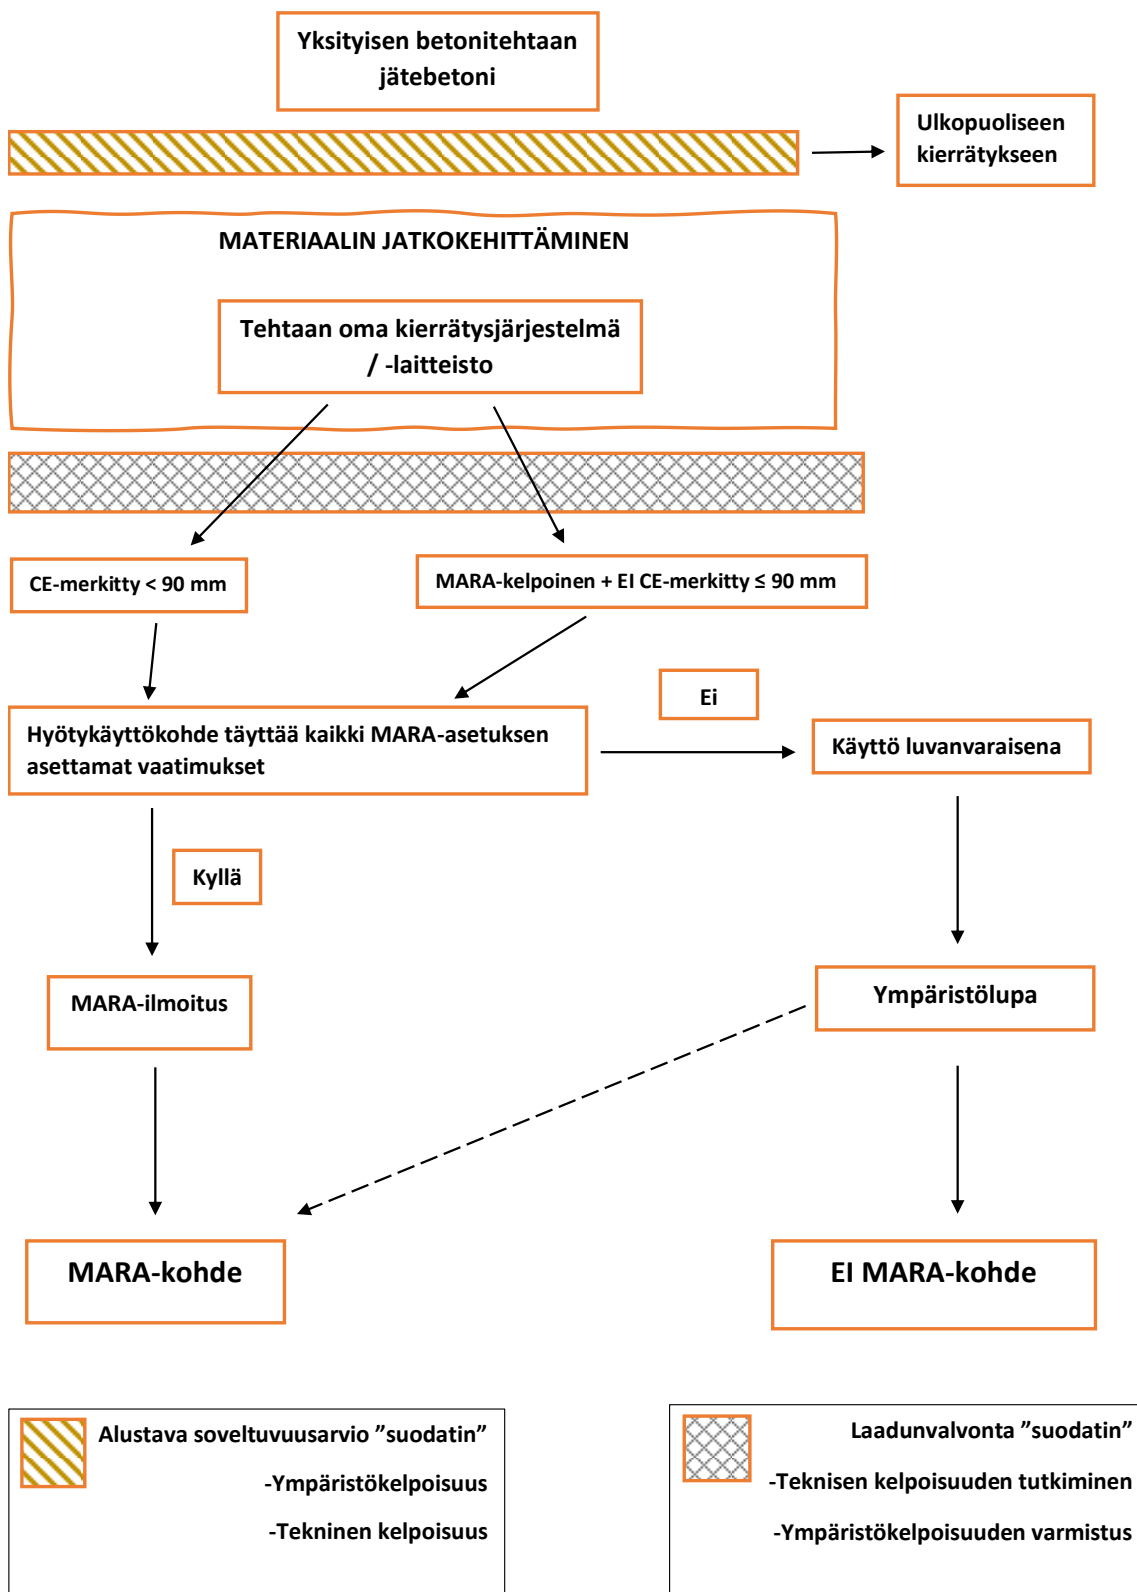 Yksityisen betonitehtaan
jätebetoni
Ulkopuoliseen
kierrätykseen
MATERIAALIN JATKOKEHITTÄMINEN
Tehtaan oma kierrätysjärjestelmä
/ -laitteisto
CE-merkitty < 90 mm
MARA-kelpoinen + EI CE-merkitty ≤ 90 mm
Ei
Hyötykäyttökohde täyttää kaikki MARA-asetuksen
asettamat vaatimukset
Käyttö luvanvaraisena
Kyllä
MARA-ilmoitus
Ympäristölupa
MARA-kohde
EI MARA-kohde
Alustava soveltuvuusarvio ”suodatin”
-Ympäristökelpoisuus
-Tekninen kelpoisuus
Laadunvalvonta ”suodatin”
-Teknisen kelpoisuuden tutkiminen
-Ympäristökelpoisuuden varmistus